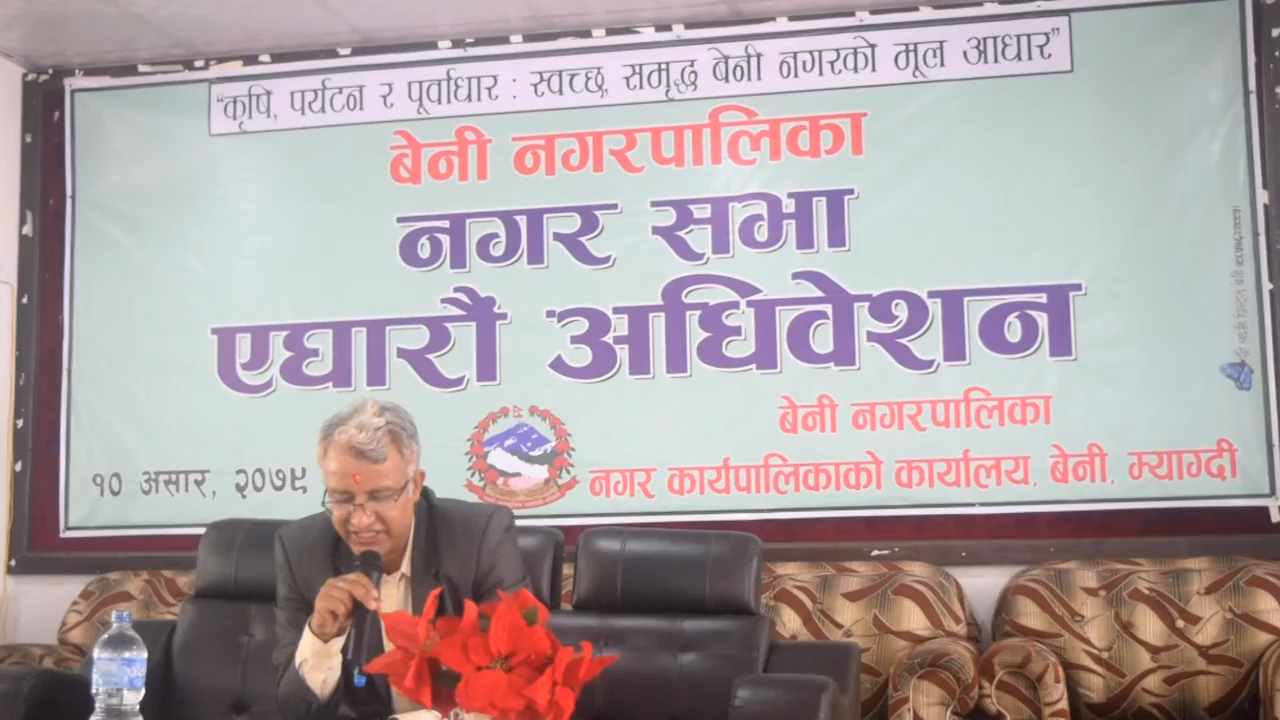 “कृषि, पर्यटन र पूर्वाधार : स्वच्छ, समृद्ध बेनी नगरको मूल आधार”
बेनी नगरपालिका
नगर सभा
एघारौं अधिवेशन
बेनी नगरपालिका
नगर कार्यपालिकाको कार्यालय, बेनी, म्याग्दी
१० असार, २०७९